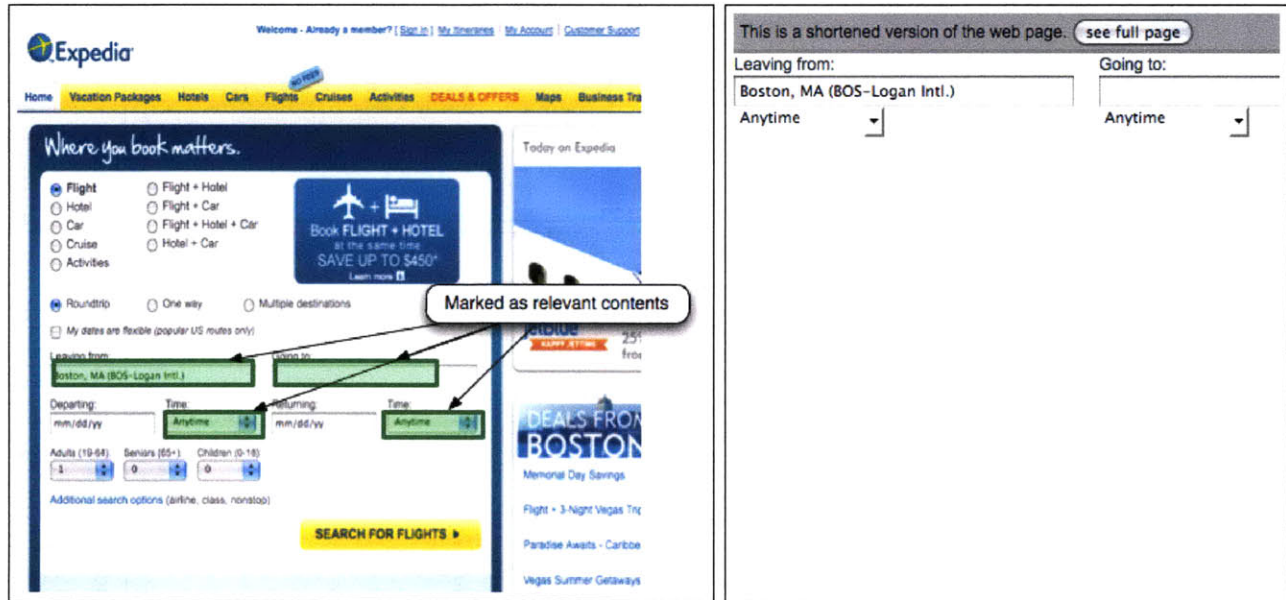 Welcome - Already a member? [ Sign in ] My Itineraries | My Account | Customer Support
Expedia
NO FEES
Home Vacation Packages Hotels Cars Flights Cruises Activities DEALS & OFFERS Maps Business Tra
Where you book matters.
Flight
Flight + Hotel
Hotel
Flight + Car
Car
Flight + Hotel + Car
Cruise
Hotel + Car
Activities
Book FLIGHT + HOTEL
at the same time
SAVE UP TO $450*
Learn more
Roundtrip One way Multiple destinations
My dates are flexible (popular US routes only)
Leaving from: Going to:
Boston, MA (BOS-Logan Intl.)
Departing: Time: Returning: Time:
mm/dd/yy Anytime mm/dd/yy Anytime
Adults (19-64) Seniors (65+) Children (0-18)
1 0 0
Additional search options (airline, class, nonstop)
SEARCH FOR FLIGHTS
Today on Expedia
Marked as relevant contents
jetBlue
HAPPY JETTING
25
fro
DEALS FROM
BOSTON
Memorial Day Savings
Flight + 3-Night Vegas Trip
Paradise Awaits - Caribbe
Vegas Summer Getaways
This is a shortened version of the web page. see full page
Leaving from: Going to:
Boston, MA (BOS-Logan Intl.)
Anytime Anytime